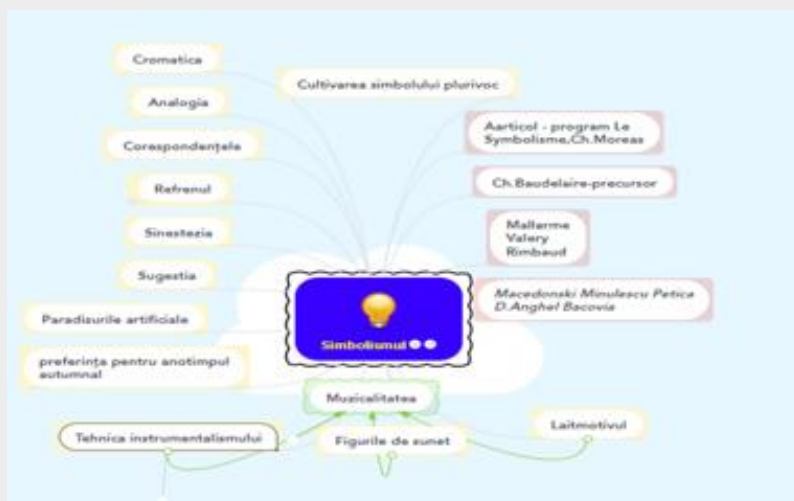 Cromatica
Cultivarea simbolului plurivoc
Analogia
Aarticol - program Le
Symbolisme,Ch.Moreas
Corespondențele
Ch.Baudelaire-precursor
Refrenul
Mallarme
Valery
Rimbaud
Sinestezia
Sugestia
Macedonski Minulescu Petica
D.Anghel Bacovia
Paradisurile artificiale
Simbolismul
preferința pentru anotimpul
autumnal
Muzicalitatea
Laitmotivul
Tehnica instrumentalismului
Figurile de sunet